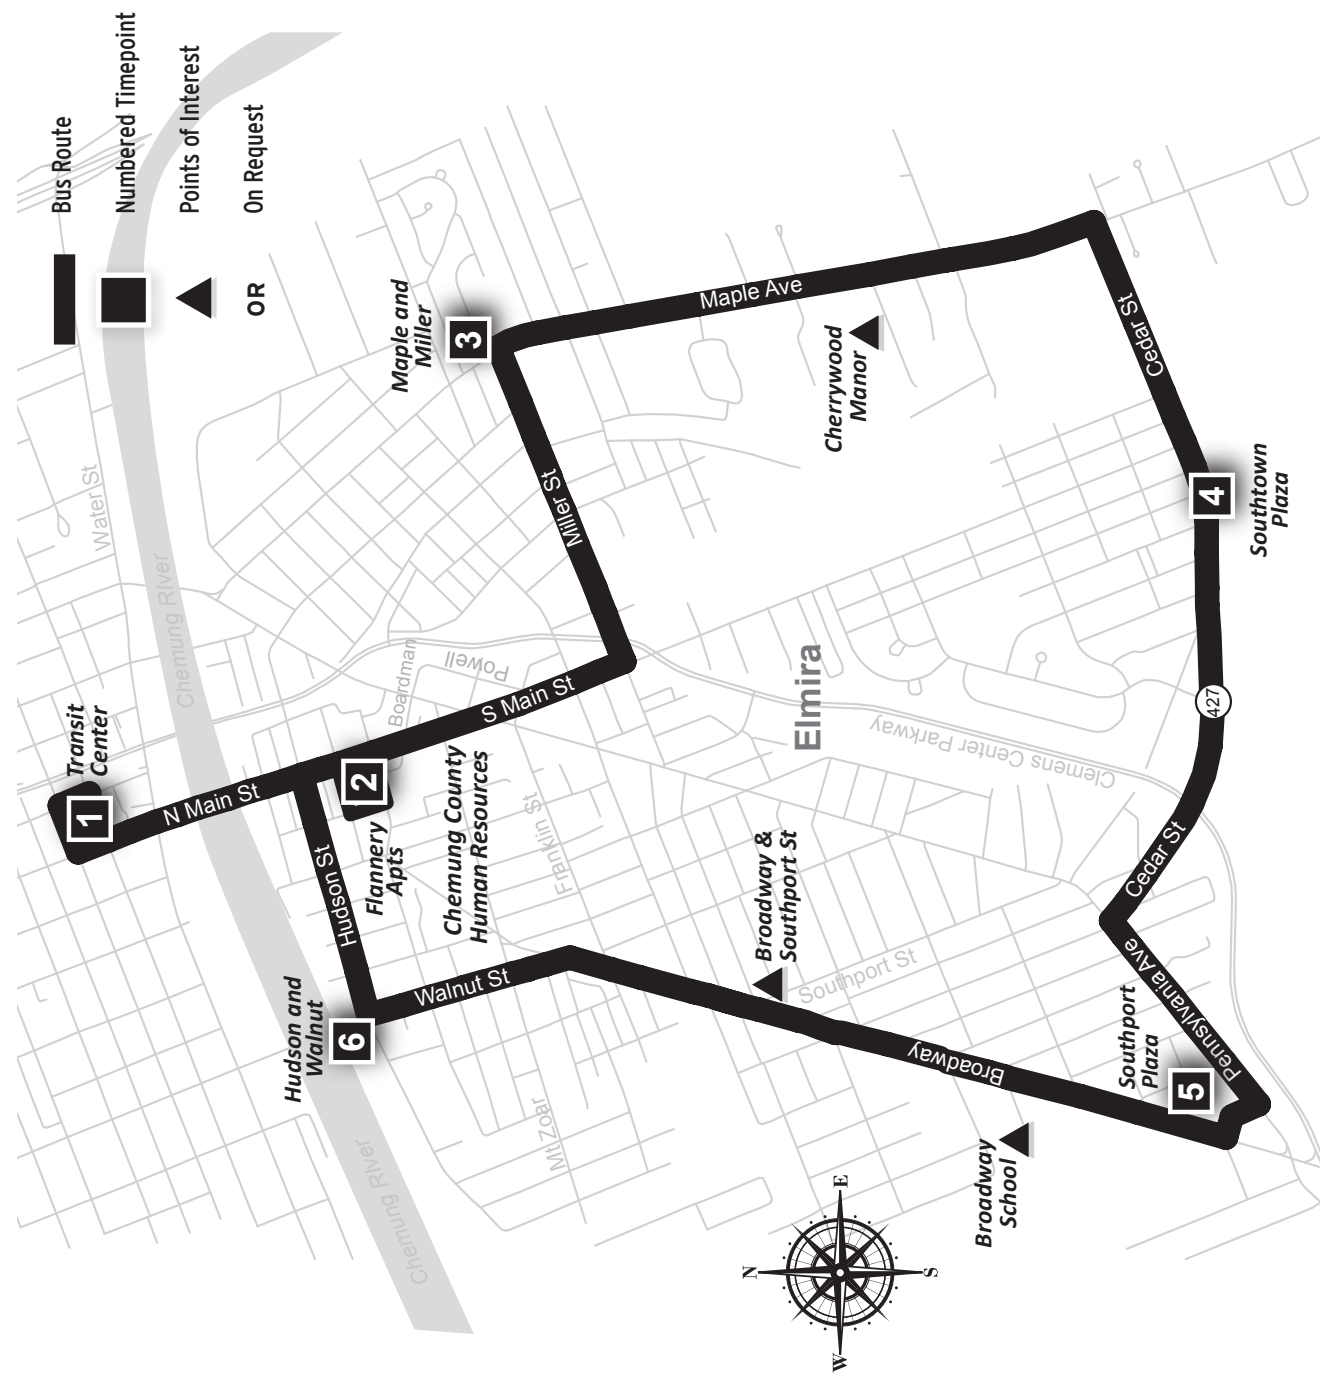 Bus Route
Numbered Timepoint
Points of Interest
OR On Request
Water St
Chemung RIver
1
Transit
Center
N Main St
Hudson St
2
Flannery
Apts
Chemung County
Human Resources
Boardman
Powell
S Main St
Franklin St
Miller St
3
Maple and
Miller
Maple Ave
Cherrywood
Manor
Cedar St
4
Southtown
Plaza
427
Elmira
Clemens Center Parkway
Cedar St
Pennsylvania Ave
5
Southport
Plaza
Broadway
Broadway
School
Broadway &
Southport St
Southport St
Walnut St
6
Hudson and
Walnut
Mt Zoar
Chemung RIver
N
E
S
W